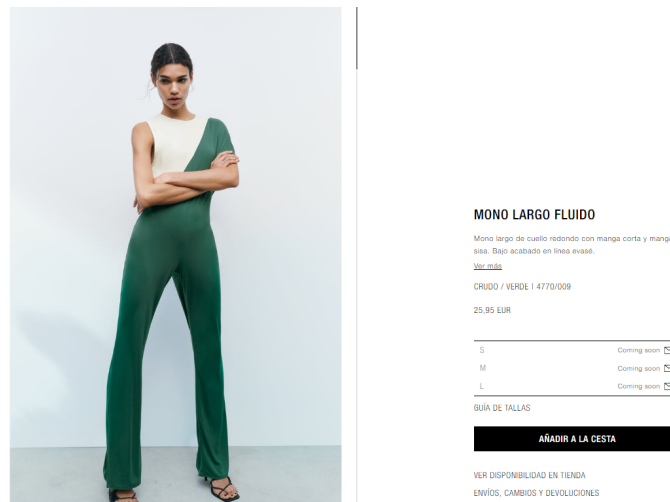 MONO LARGO FLUIDO
Mono largo de cuello redondo con manga corta y manga
sisa. Bajo acabado en línea evasé.
Ver más
CRUDO / VERDE | 4770/009
25,95 EUR
S Coming soon
M Coming soon
L Coming soon
GUÍA DE TALLAS
AÑADIR A LA CESTA
VER DISPONIBILIDAD EN TIENDA
ENVÍOS, CAMBIOS Y DEVOLUCIONES